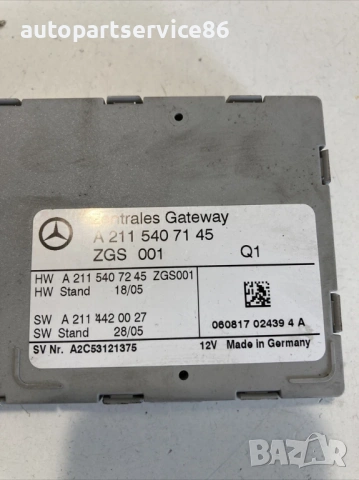 autopartservice86
Zentrales Gateway
A 211 540 71 45
ZGS 001 Q1
HW A 211 540 72 45 ZGS001
HW Stand 18/05
SW A 211 442 00 27
SW Stand 28/05
060817 02439 4 A
SV Nr. A2C53121375 12V Made in Germany
BAZAR